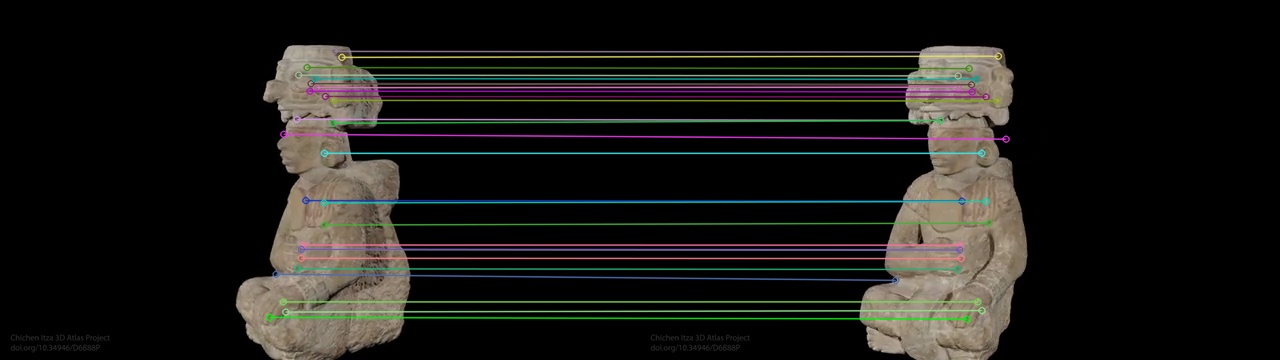 Chichen Itza 3D Atlas Project
doi.org/10.34946/D6B88P
Chichen Itza 3D Atlas Project
doi.org/10.34946/D6B88P